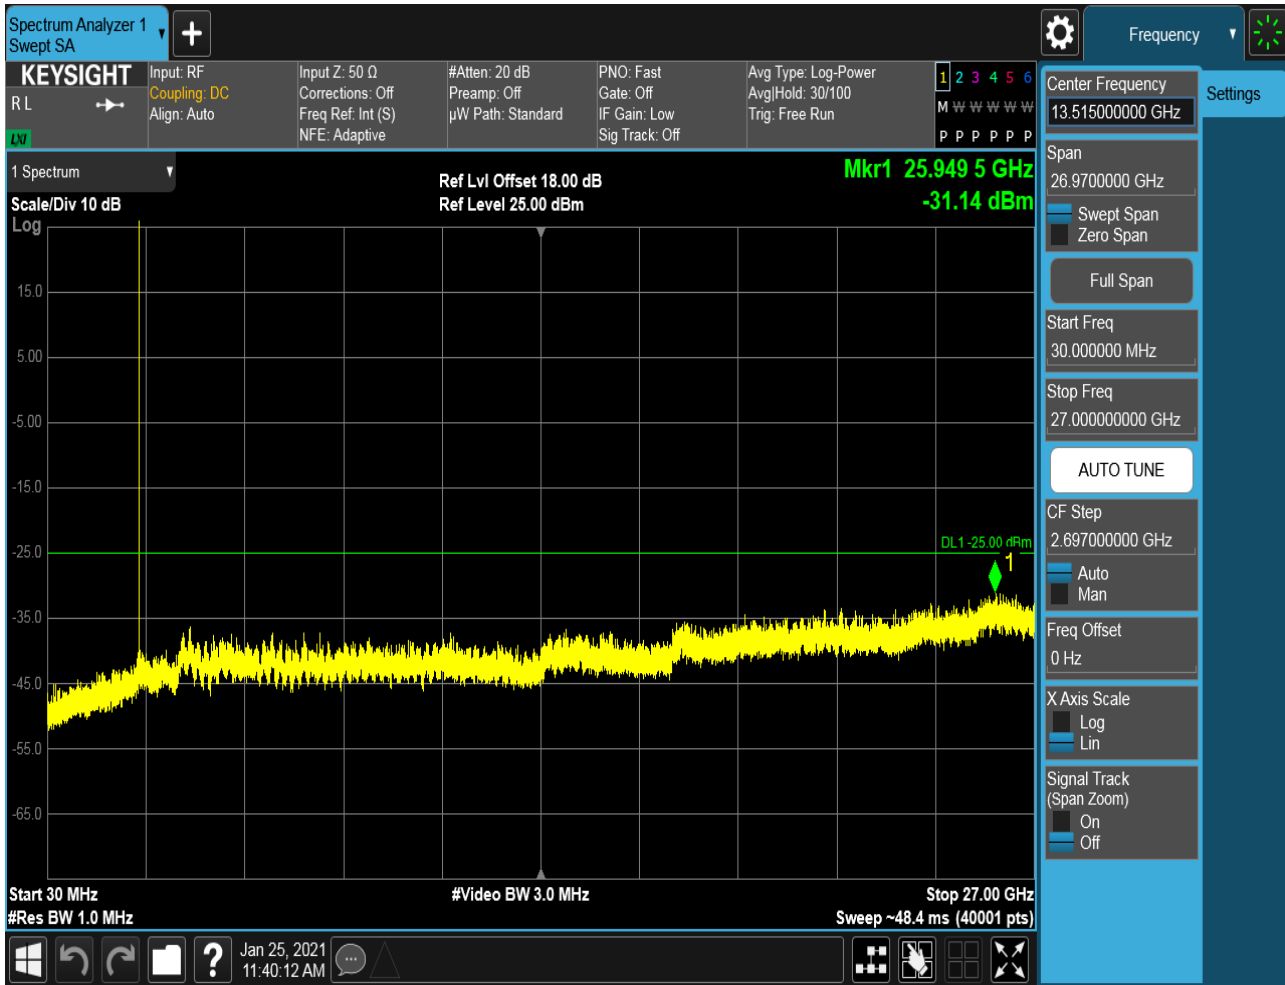 Spectrum Analyzer 1
Swept SA
Frequency
KEYSIGHT
R L
LXI
Input: RF
Coupling: DC
Align: Auto
Input Z: 50 Ω
Corrections: Off
Freq Ref: Int (S)
NFE: Adaptive
#Atten: 20 dB
Preamp: Off
µW Path: Standard
PNO: Fast
Gate: Off
IF Gain: Low
Sig Track: Off
Avg Type: Log-Power
Avg|Hold: 30/100
Trig: Free Run
1 2 3 4 5 6
M W W W W W
P P P P P P
1 Spectrum
Scale/Div 10 dB
Log
Ref Lvl Offset 18.00 dB
Ref Level 25.00 dBm
Mkr1 25.949 5 GHz
-31.14 dBm
15.0
5.00
-5.00
-15.0
-25.0
-35.0
-45.0
-55.0
-65.0
DL1 -25.00 dBm
1
Start 30 MHz
#Res BW 1.0 MHz
#Video BW 3.0 MHz
Stop 27.00 GHz
Sweep ~48.4 ms (40001 pts)
Center Frequency
13.515000000 GHz
Span
26.9700000 GHz
Swept Span
Zero Span
Full Span
Start Freq
30.000000 MHz
Stop Freq
27.000000000 GHz
AUTO TUNE
CF Step
2.697000000 GHz
Auto
Man
Freq Offset
0 Hz
X Axis Scale
Log
Lin
Signal Track
(Span Zoom)
On
Off
Settings
?
Jan 25, 2021
11:40:12 AM